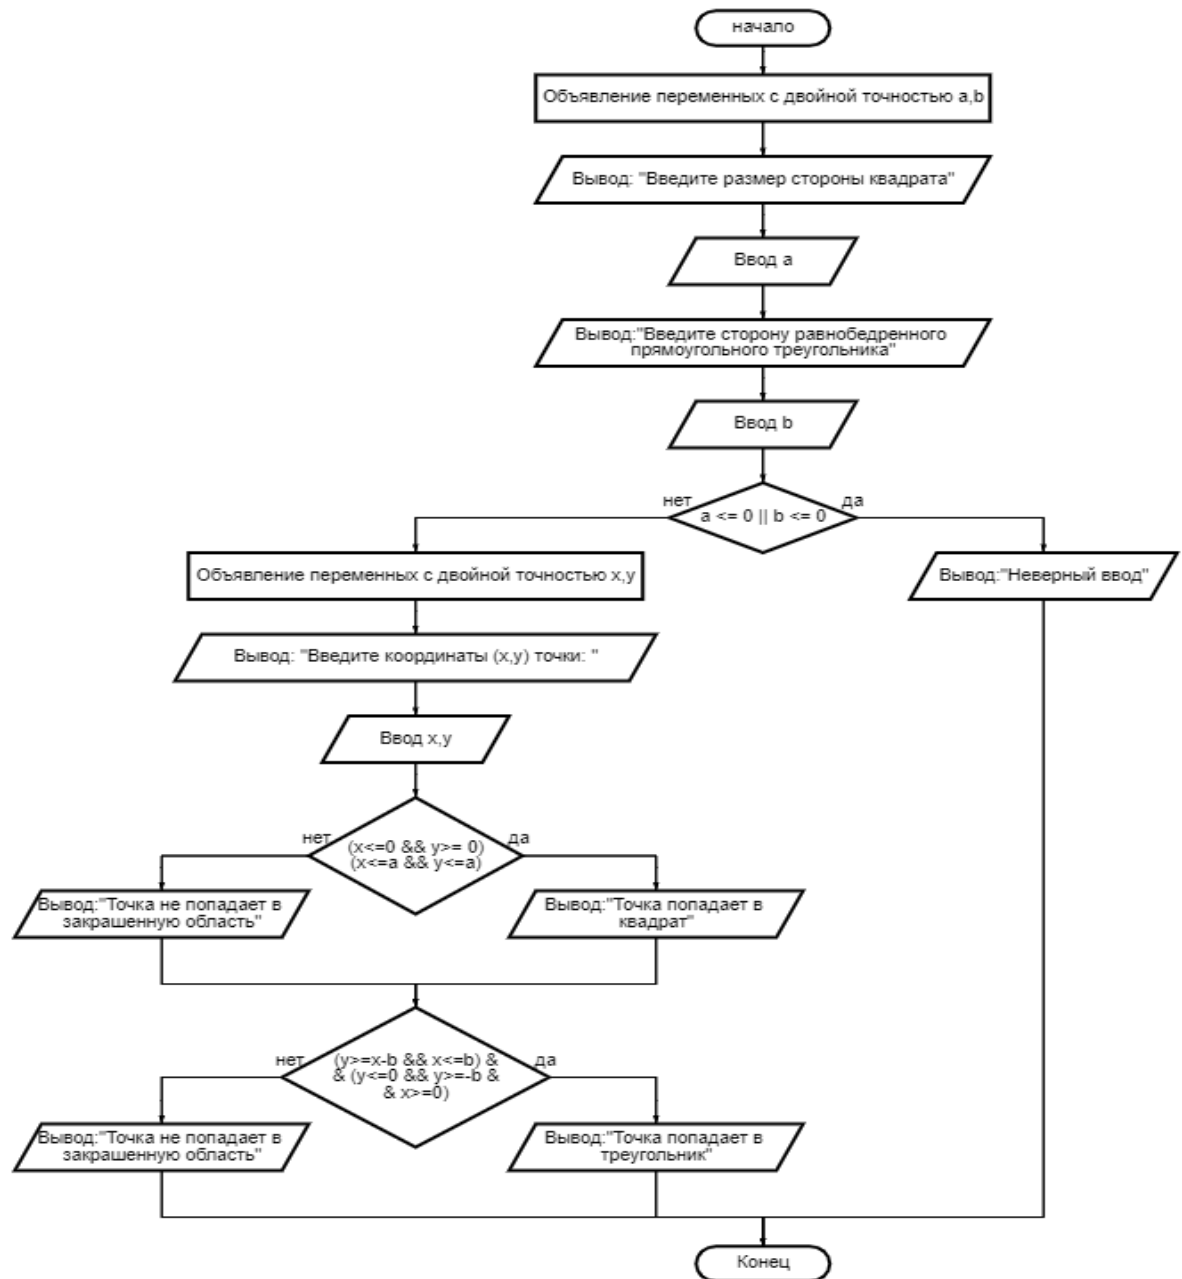 начало
Объявление переменных с двойной точностью a,b
Вывод: "Введите размер стороны квадрата"
Ввод a
Вывод:"Введите сторону равнобедренного
прямоугольного треугольника"
Ввод b
нет
a <= 0 || b <= 0
да
Объявление переменных с двойной точностью x,y
Вывод:"Неверный ввод"
Вывод: "Введите координаты (x,y) точки: "
Ввод x,y
нет
(x<=0 && y>= 0)
(x<=a && y<=a)
да
Вывод:"Точка не попадает в
закрашенную область"
Вывод:"Точка попадает в
квадрат"
нет
(y>=x-b && x<=b) &
& (y<=0 && y>=-b &
& x>=0)
да
Вывод:"Точка не попадает в
закрашенную область"
Вывод:"Точка попадает в
треугольник"
Конец